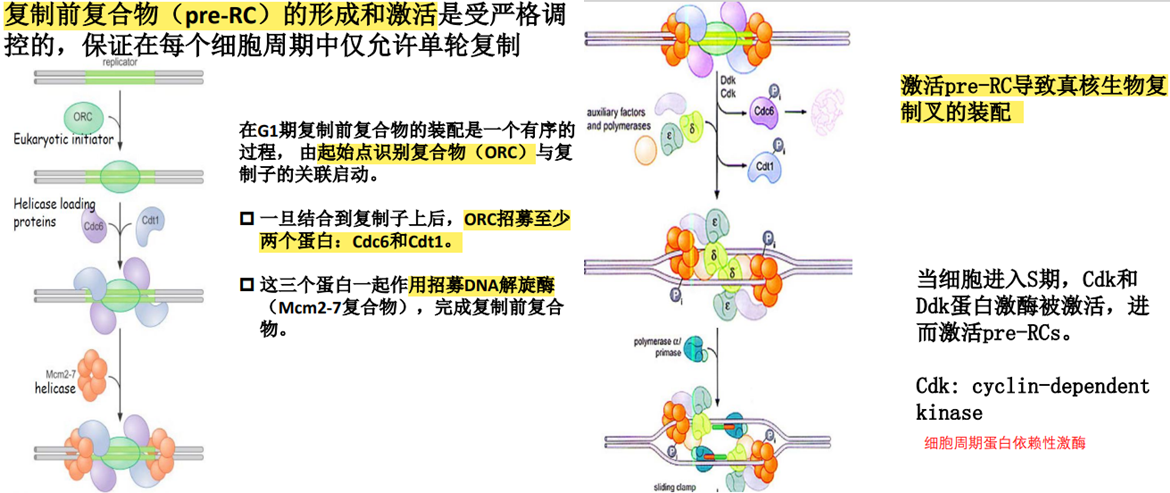 复制前复合物（pre-RC）的形成和激活是受严格调
控的，保证在每个细胞周期中仅允许单轮复制
replicator
ORC
Eukaryotic initiator
Helicase loading
proteins
Cdc6
Cdt1
Mcm2-7
helicase
在G1期复制前复合物的装配是一个有序的
过程， 由起始点识别复合物（ORC）与复
制子的关联启动。
一旦结合到复制子上后，ORC招募至少
两个蛋白：Cdc6和Cdt1。
这三个蛋白一起作用招募DNA解旋酶
（Mcm2-7复合物），完成复制前复合
物。
Ddk
Cdk
auxiliary factors
and polymerases
δ
ε
Pi
Cdc6
Pi
Cdt1
ε
δ
δ
ε
Pi
Pi
polymerase α/
primase
Pi
Pi
sliding clamp
激活pre-RC导致真核生物复
制叉的装配
当细胞进入S期，Cdk和
Ddk蛋白激酶被激活，进
而激活pre-RCs。
Cdk: cyclin-dependent
kinase
细胞周期蛋白依赖性激酶